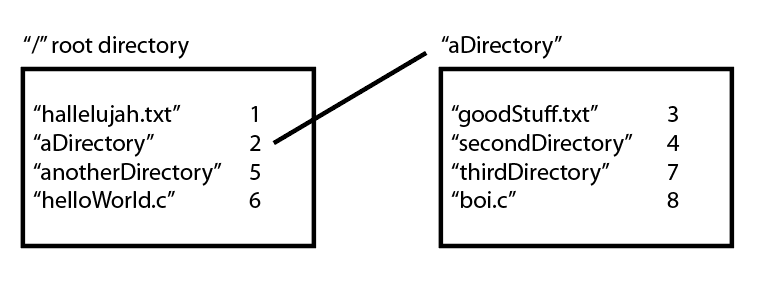 “/” root directory
“hallelujah.txt” 1
“aDirectory” 2
“anotherDirectory” 5
“helloWorld.c” 6
“aDirectory”
“goodStuff.txt” 3
“secondDirectory” 4
“thirdDirectory” 7
“boi.c” 8